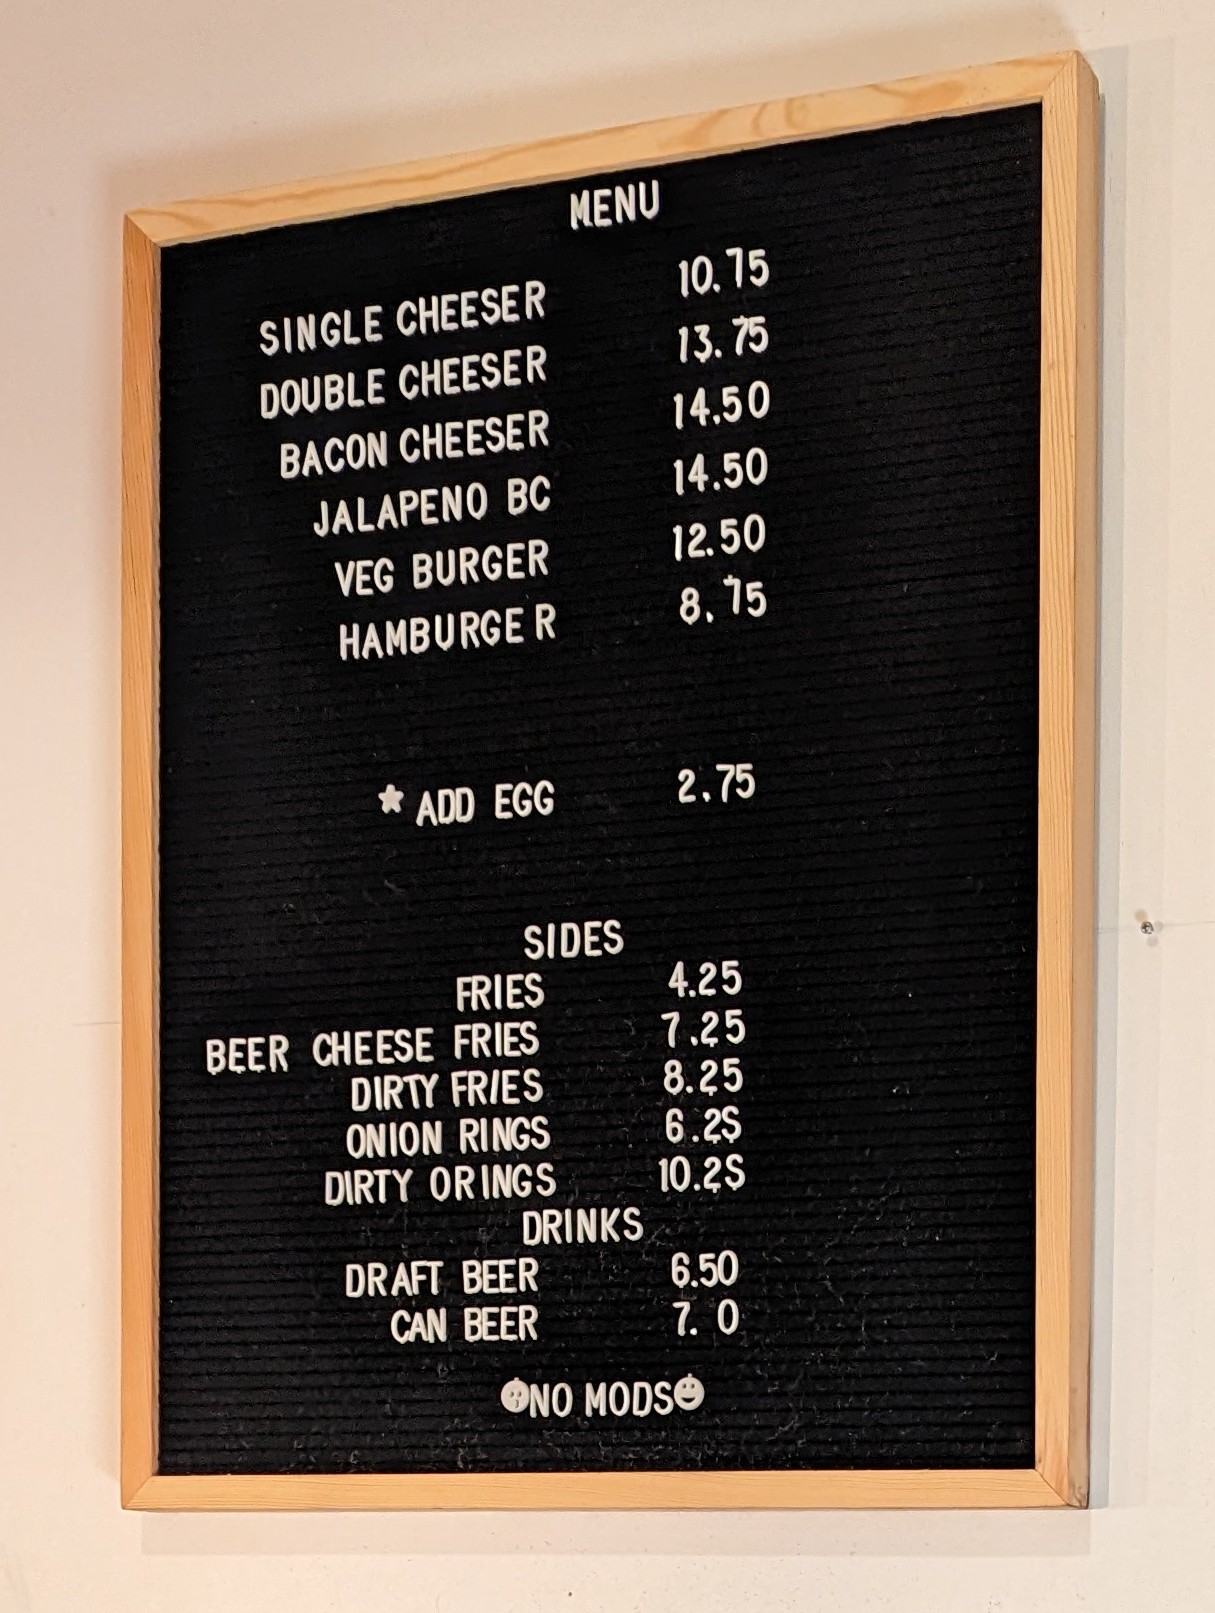 MENU
SINGLE CHEESER 10.75
DOUBLE CHEESER 13.75
BACON CHEESER 14.50
JALAPENO BC 14.50
VEG BURGER 12.50
HAMBURGER 8.75
★ ADD EGG 2.75
SIDES
FRIES 4.25
BEER CHEESE FRIES 7.25
DIRTY FRIES 8.25
ONION RINGS 6.2S
DIRTY ORINGS 10.2S
DRINKS
DRAFT BEER 6.50
CAN BEER 7. 0
NO MODS